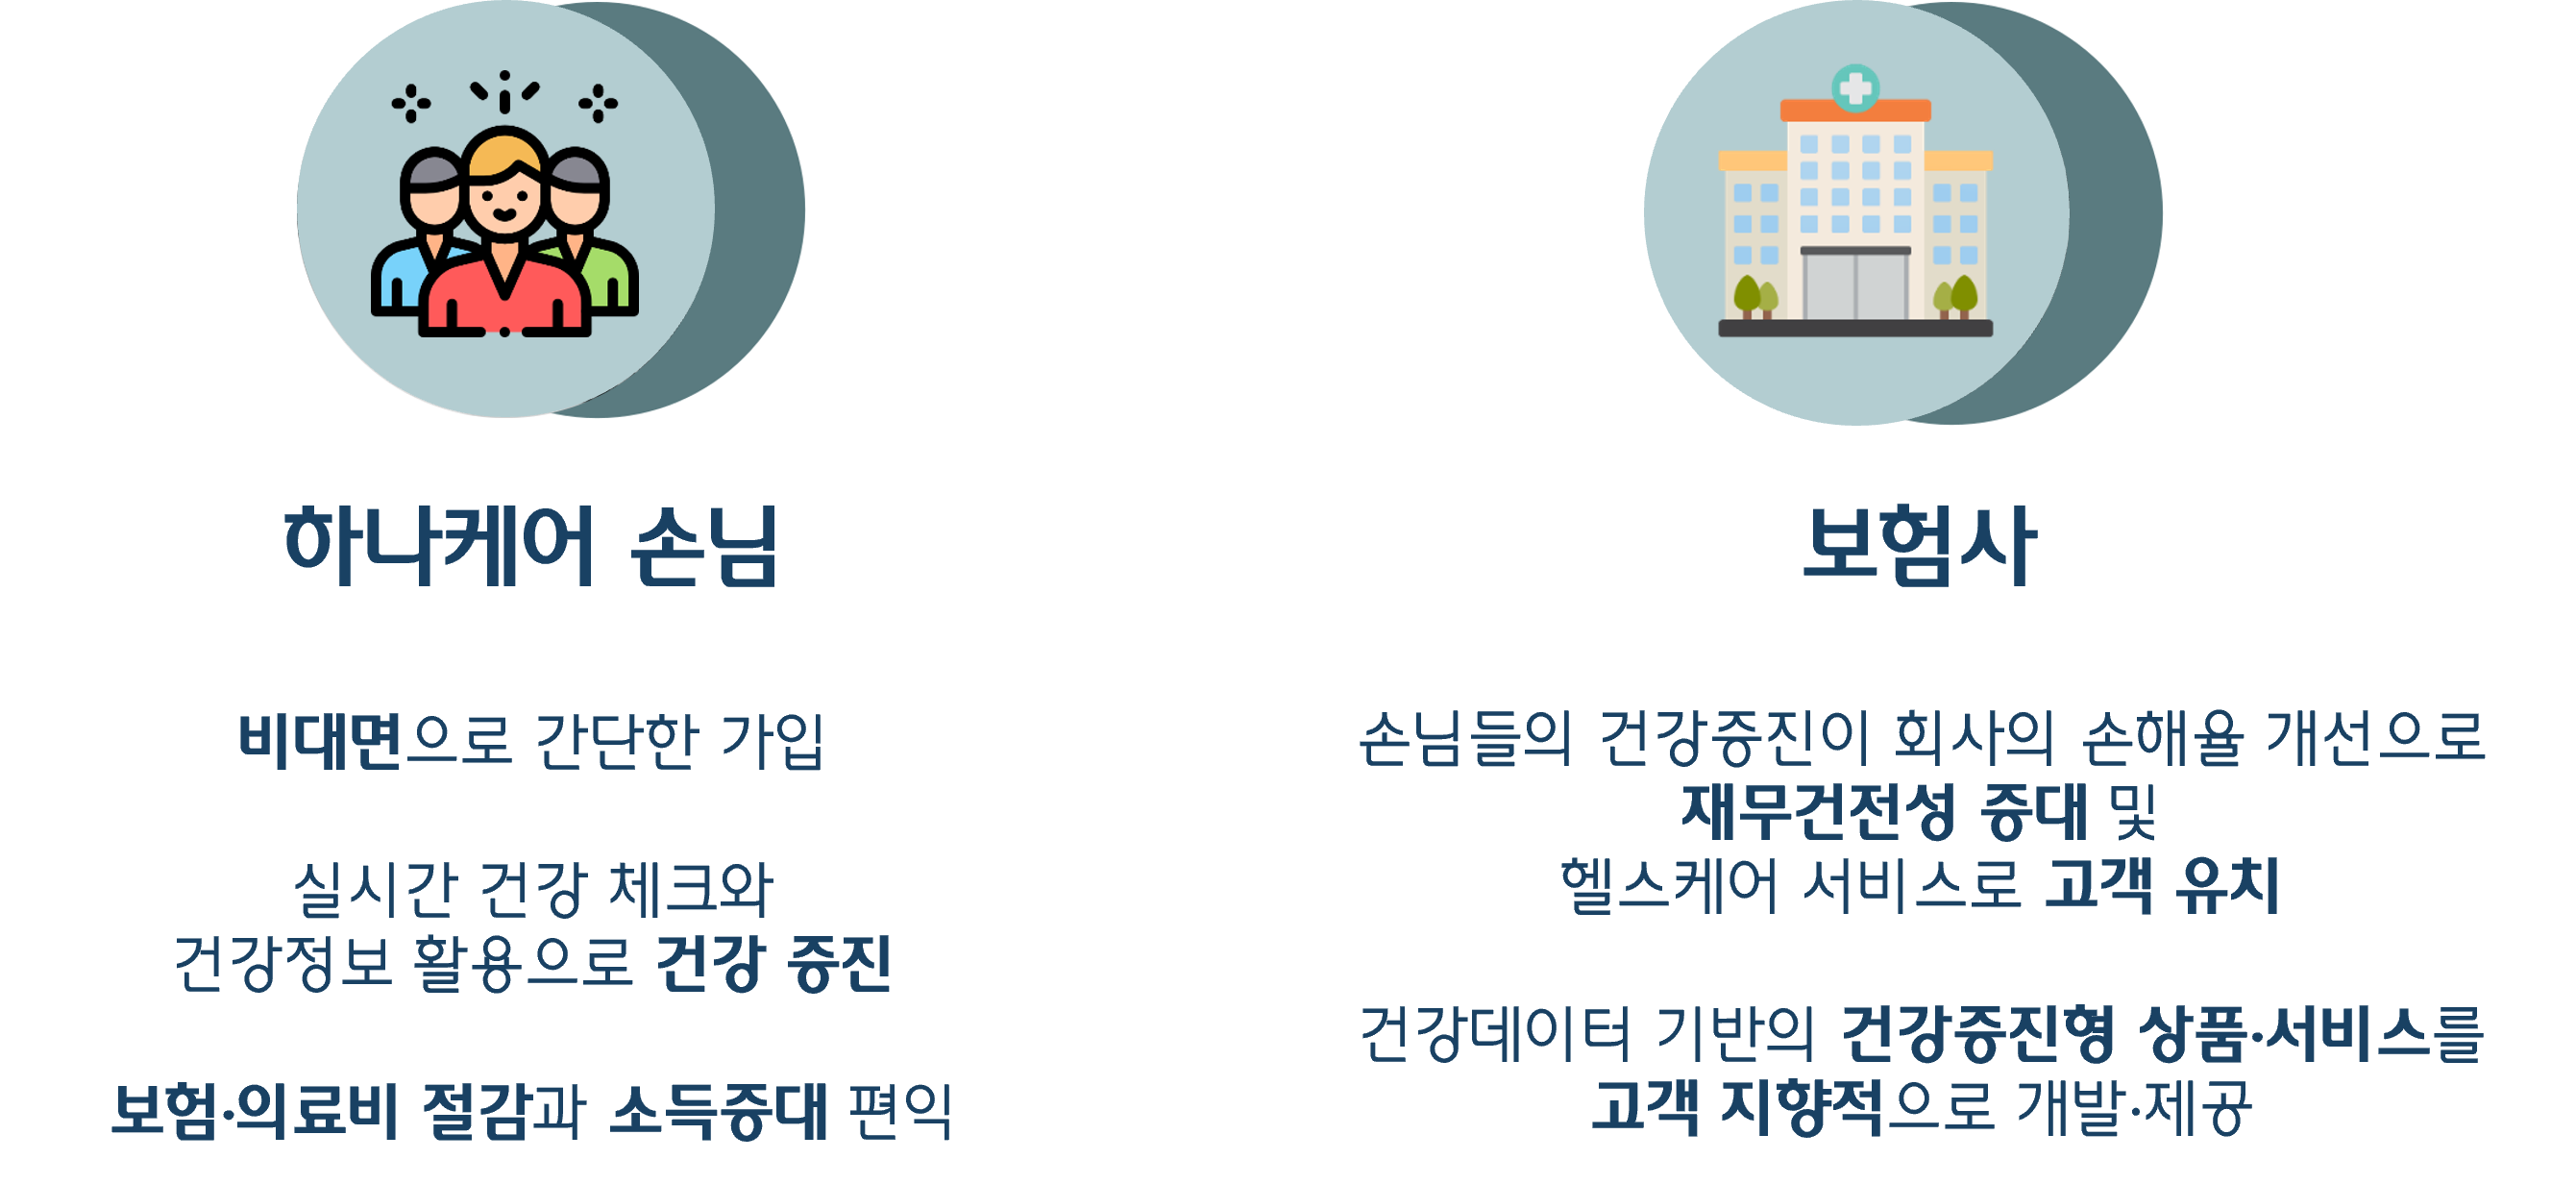 하나케어 손님
비대면으로 간단한 가입
실시간 건강 체크와
건강정보 활용으로 건강 증진
보험·의료비 절감과 소득증대 편익
보험사
손님들의 건강증진이 회사의 손해율 개선으로
재무건전성 증대 및
헬스케어 서비스로 고객 유치
건강데이터 기반의 건강증진형 상품·서비스를
고객 지향적으로 개발·제공